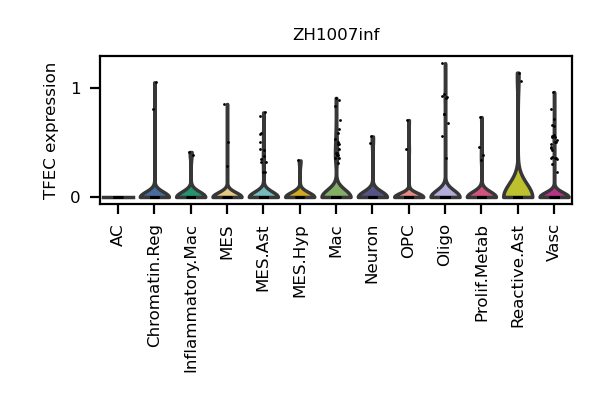 ZH1007inf
TFEC expression
1
0
AC
Chromatin.Reg
Inflammatory.Mac
MES
MES.Ast
MES.Hyp
Mac
Neuron
OPC
Oligo
Prolif.Metab
Reactive.Ast
Vasc